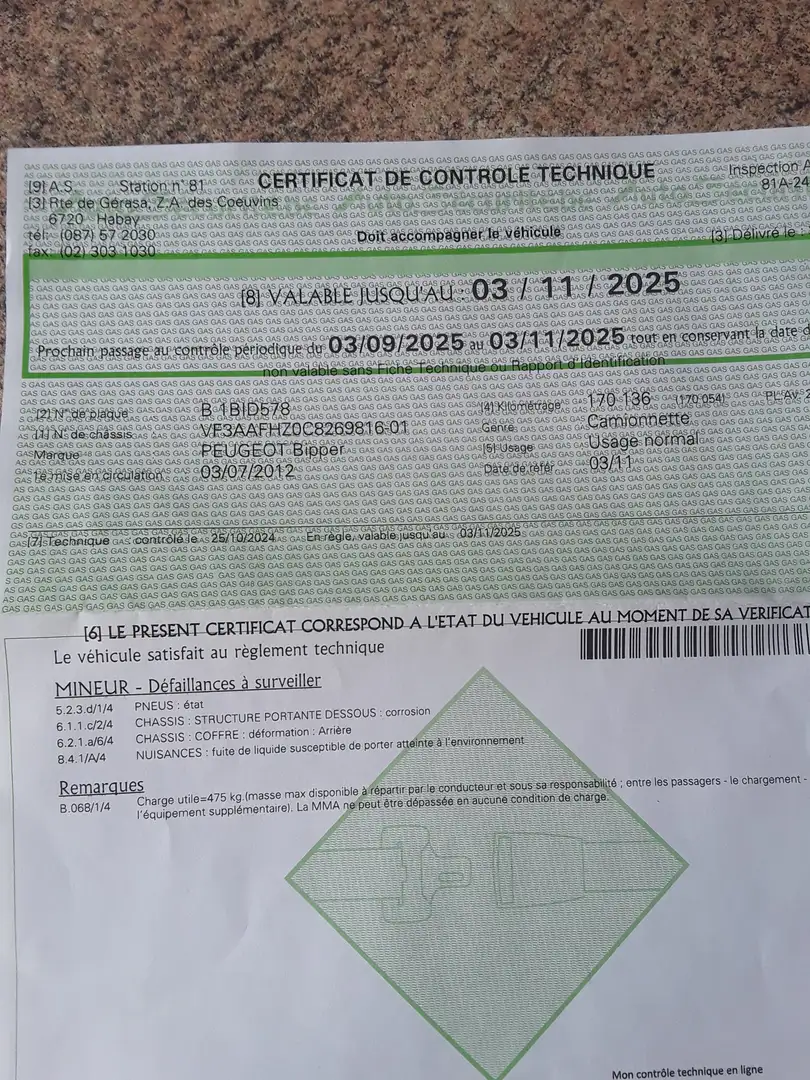 [9] A.S. Station n° 81 CERTIFICAT DE CONTROLE TECHNIQUE Inspection A
[3] Rte de Gérasa, Z.A. des Coeuvins 81A-24
6720 Habay
tél: (087) 57 2030 Doit accompagner le véhicule [3] Délivré le :
fax: (02) 303 1030
[8] VALABLE JUSQU'AU : 03 / 11 / 2025
Prochain passage au contrôle périodique du 03/09/2025 au 03/11/2025 tout en conservant la date d
non valable sans Fiche Technique ou Rapport d'Identification
[2] N° de plaque B 1BID578 [4] Kilométrage 170 136 (170 054) PL-Av 2
[1] N° de châssis VF3AAFHZ0C8269816-01 Genre Camionnette
Marque PEUGEOT Bipper [5] Usage Usage normal
1e mise en circulation 03/07/2012 Date de référ 03/11
[7] Technique contrôlé le 25/10/2024 En règle, valable jusqu'au 03/11/2025
[6] LE PRESENT CERTIFICAT CORRESPOND A L'ETAT DU VEHICULE AU MOMENT DE SA VERIFICAT
Le véhicule satisfait au règlement technique
MINEUR - Défaillances à surveiller
5.2.3.d/1/4 PNEUS : état
6.1.1.c/2/4 CHASSIS : STRUCTURE PORTANTE DESSOUS : corrosion
6.2.1.a/6/4 CHASSIS : COFFRE : déformation : Arrière
8.4.1/A/4 NUISANCES : fuite de liquide susceptible de porter atteinte à l'environnement
Remarques
B.068/1/4 Charge utile=475 kg.(masse max disponible à répartir par le conducteur et sous sa responsabilité ; entre les passagers - le chargement -
l'équipement supplémentaire). La MMA ne peut être dépassée en aucune condition de charge.
Mon contrôle technique en ligne